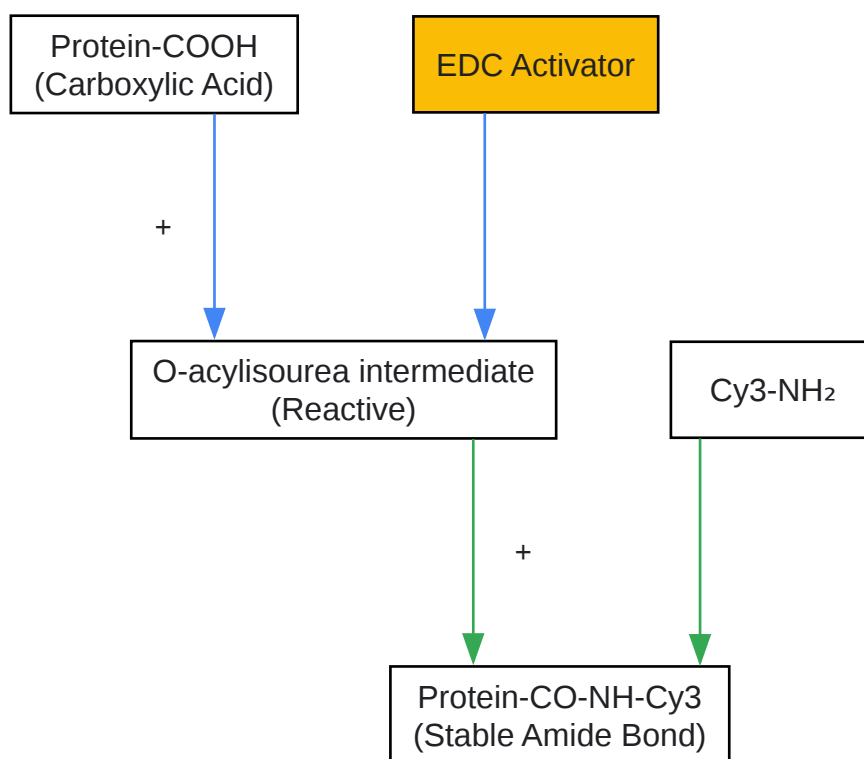 Protein-COOH
(Carboxylic Acid)
EDC Activator
+
O-acylisourea intermediate
(Reactive)
Cy3-NH₂
+
Protein-CO-NH-Cy3
(Stable Amide Bond)